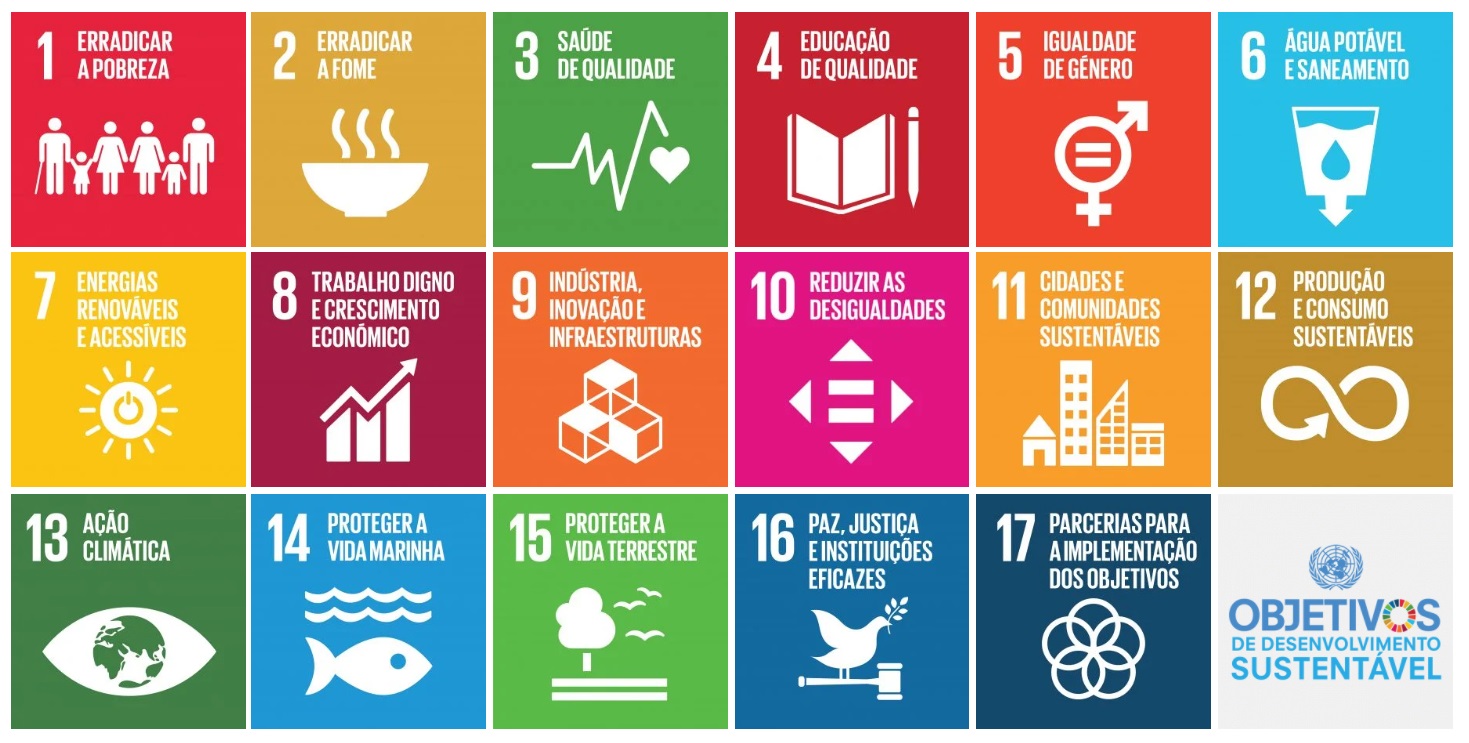 1 ERRADICAR
A POBREZA
2 ERRADICAR
A FOME
3 SAÚDE
DE QUALIDADE
4 EDUCAÇÃO
DE QUALIDADE
5 IGUALDADE
DE GÉNERO
6 ÁGUA POTÁVEL
E SANEAMENTO
7 ENERGIAS
RENOVÁVEIS
E ACESSÍVEIS
8 TRABALHO DIGNO
E CRESCIMENTO
ECONÓMICO
9 INDÚSTRIA,
INOVAÇÃO E
INFRAESTRUTURAS
10 REDUZIR AS
DESIGUALDADES
11 CIDADES E
COMUNIDADES
SUSTENTÁVEIS
12 PRODUÇÃO
E CONSUMO
SUSTENTÁVEIS
13 AÇÃO
CLIMÁTICA
14 PROTEGER A
VIDA MARINHA
15 PROTEGER A
VIDA TERRESTRE
16 PAZ, JUSTIÇA
E INSTITUIÇÕES
EFICAZES
17 PARCERIAS PARA
A IMPLEMENTAÇÃO
DOS OBJETIVOS
OBJETIVOS
DE DESENVOLVIMENTO
SUSTENTÁVEL